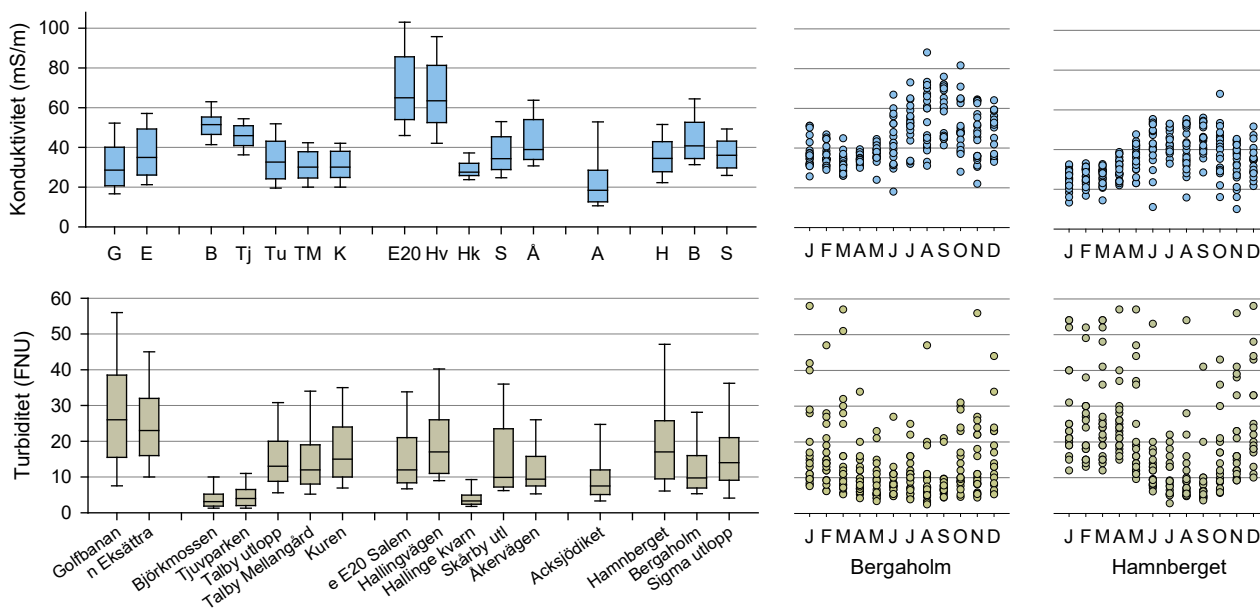 Konduktivitet (mS/m)
100
80
60
40
20
0
G E B Tj Tu TM K E20 Hv Hk S Å A H B S
J F M A M J J A S O N D
J F M A M J J A S O N D
Turbiditet (FNU)
60
50
40
30
20
10
0
Golfbanan
n Eksättra
Björkmossen
Tjuvparken
Talby utlopp
Talby Mellangård
Kuren
e E20 Salem
Hallingvägen
Hallinge kvarn
Skårby utl
Åkervägen
Acksjödiket
Hamnberget
Bergaholm
Sigma utlopp
J F M A M J J A S O N D
Bergaholm
J F M A M J J A S O N D
Hamnberget